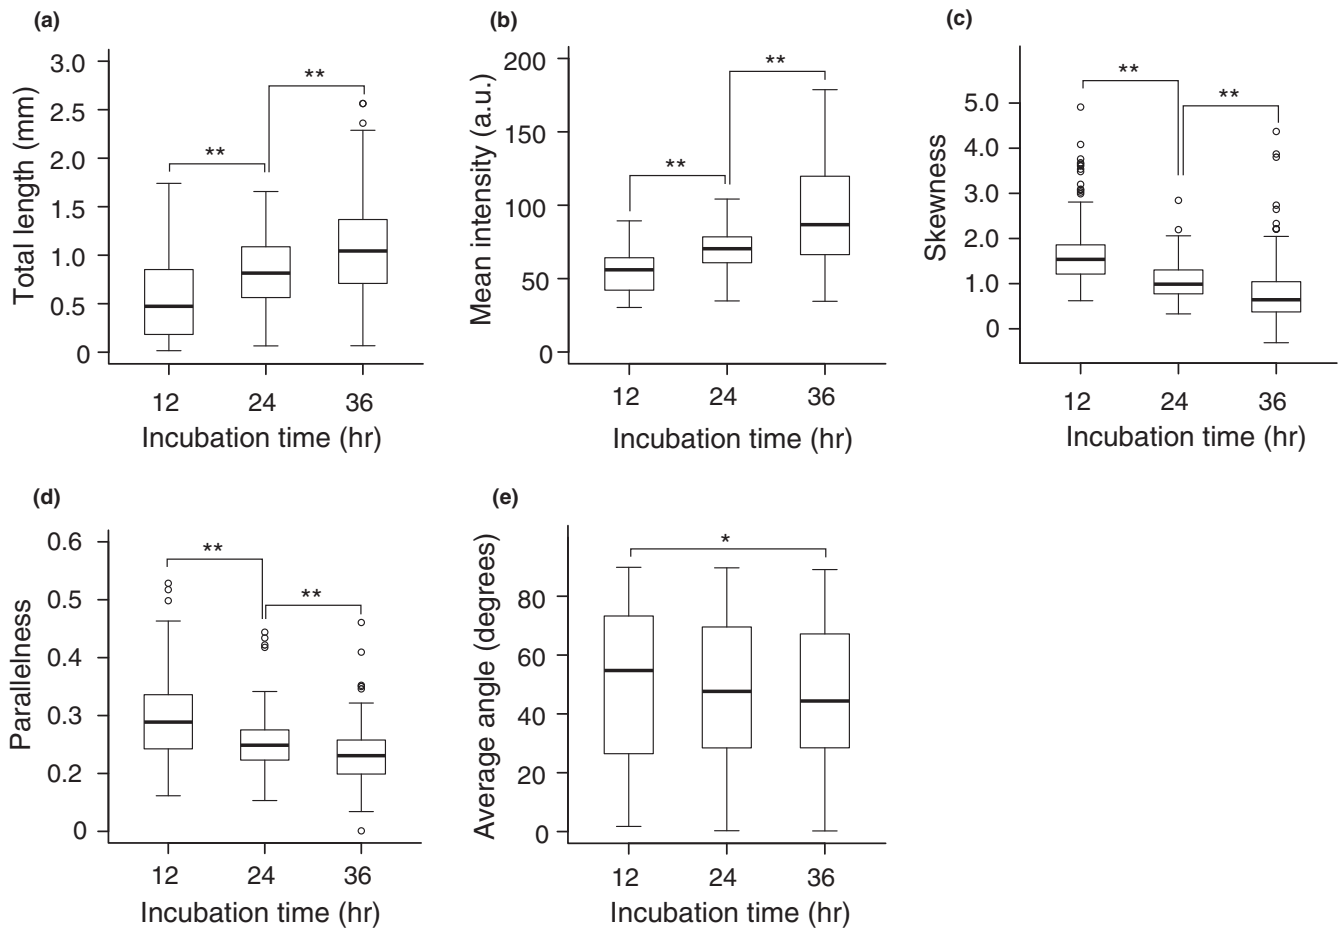 (a)
Total length (mm)
3.0
2.5
2.0
1.5
1.0
0.5
0
**
**
12 24 36
Incubation time (hr)
(b)
Mean intensity (a.u.)
200
150
100
50
0
**
**
12 24 36
Incubation time (hr)
(c)
Skewness
5.0
4.0
3.0
2.0
1.0
0
**
**
12 24 36
Incubation time (hr)
(d)
Parallelness
0.6
0.5
0.4
0.3
0.2
0
**
**
12 24 36
Incubation time (hr)
(e)
Average angle (degrees)
80
60
40
20
0
*
12 24 36
Incubation time (hr)